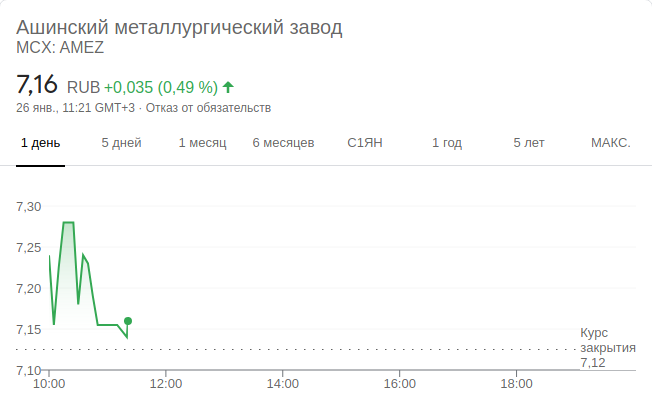 Ашинский металлургический завод
MCX: AMEZ
7,16 RUB +0,035 (0,49 %)
26 янв., 11:21 GMT+3 · Отказ от обязательств
1 день 5 дней 1 месяц 6 месяцев С1ЯН 1 год 5 лет МАКС.
7,30
7,25
7,20
7,15
7,10
Курс
закрытия
7,12
10:00 12:00 14:00 16:00 18:00